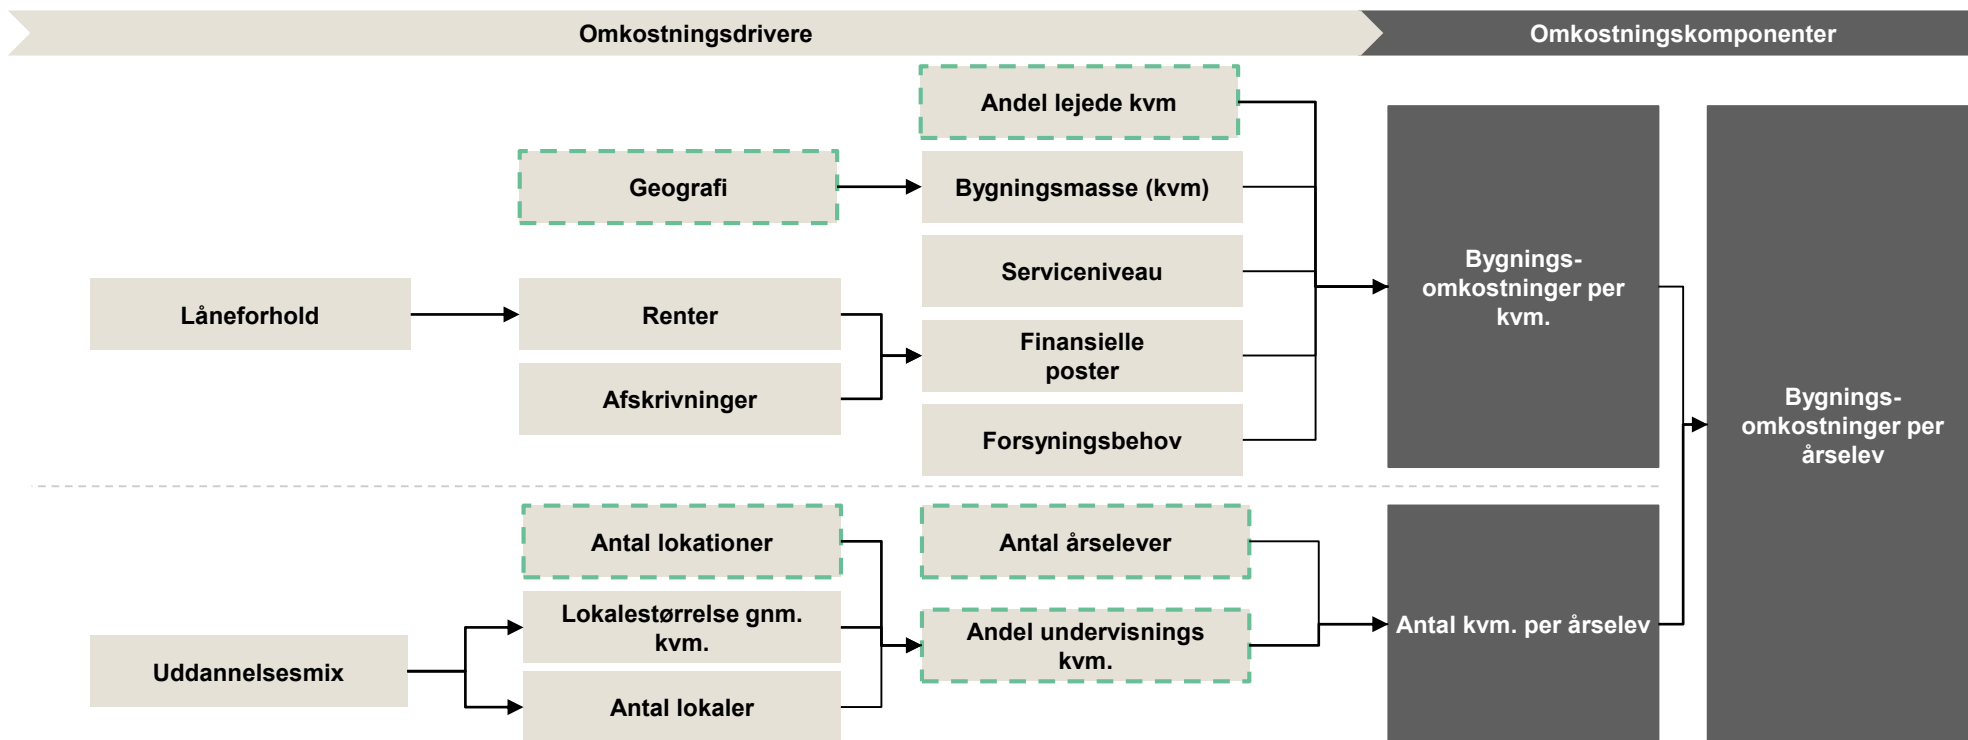 Omkostningsdrivere
Omkostningskomponenter
Andel lejede kvm
Geografi
Bygningsmasse (kvm)
Serviceniveau
Låneforhold
Renter
Finansielle
poster
Afskrivninger
Forsyningsbehov
Bygnings-
omkostninger per
kvm.
Bygnings-
omkostninger per
årselev
Antal lokationer
Antal årselever
Lokalestørrelse gnm.
kvm.
Andel undervisnings
kvm.
Antal kvm. per årselev
Uddannelsesmix
Antal lokaler